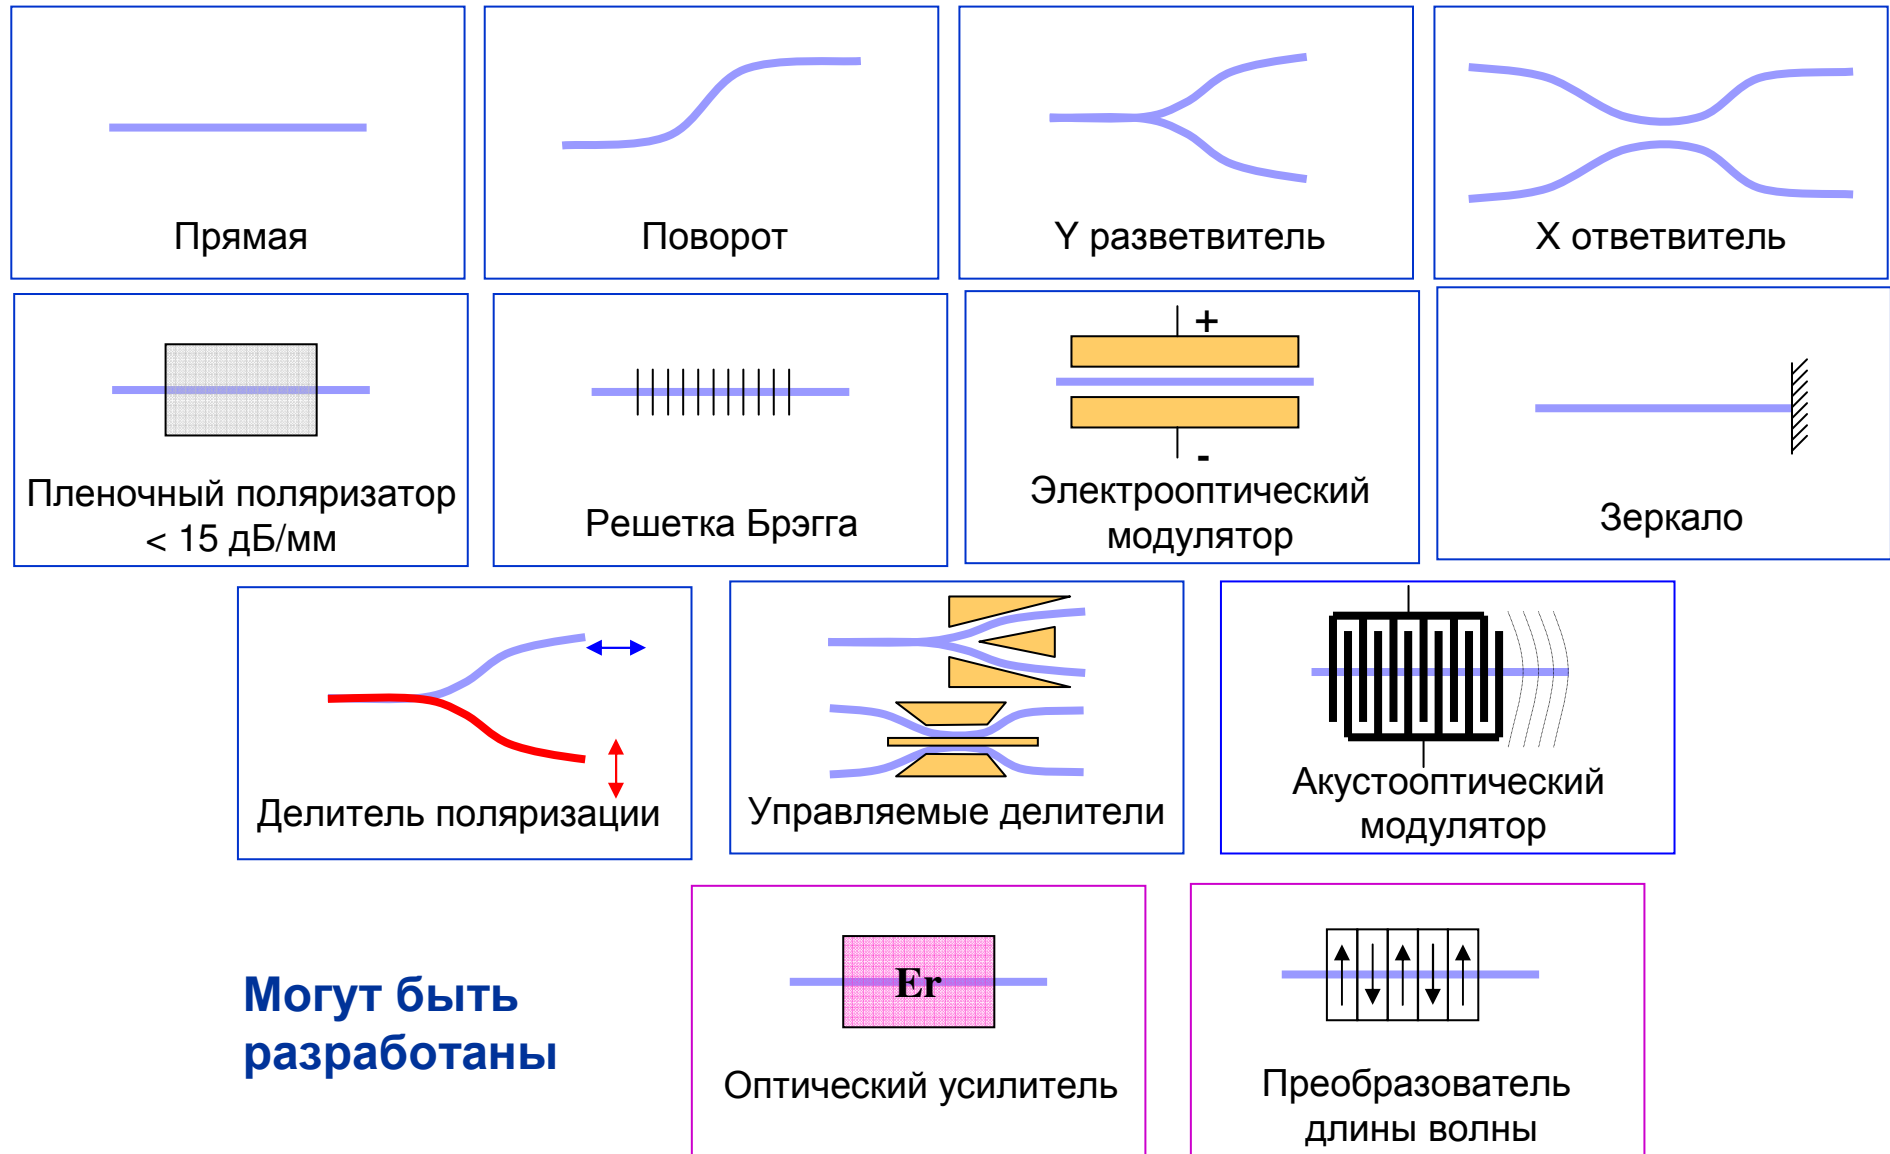 Прямая
Поворот
Y разветвитель
X ответвитель
Пленочный поляризатор
< 15 дБ/мм
Решетка Брэгга
+
-
Электрооптический
модулятор
Зеркало
Делитель поляризации
Управляемые делители
Акустооптический
модулятор
Могут быть
разработаны
Er
Оптический усилитель
Преобразователь
длины волны